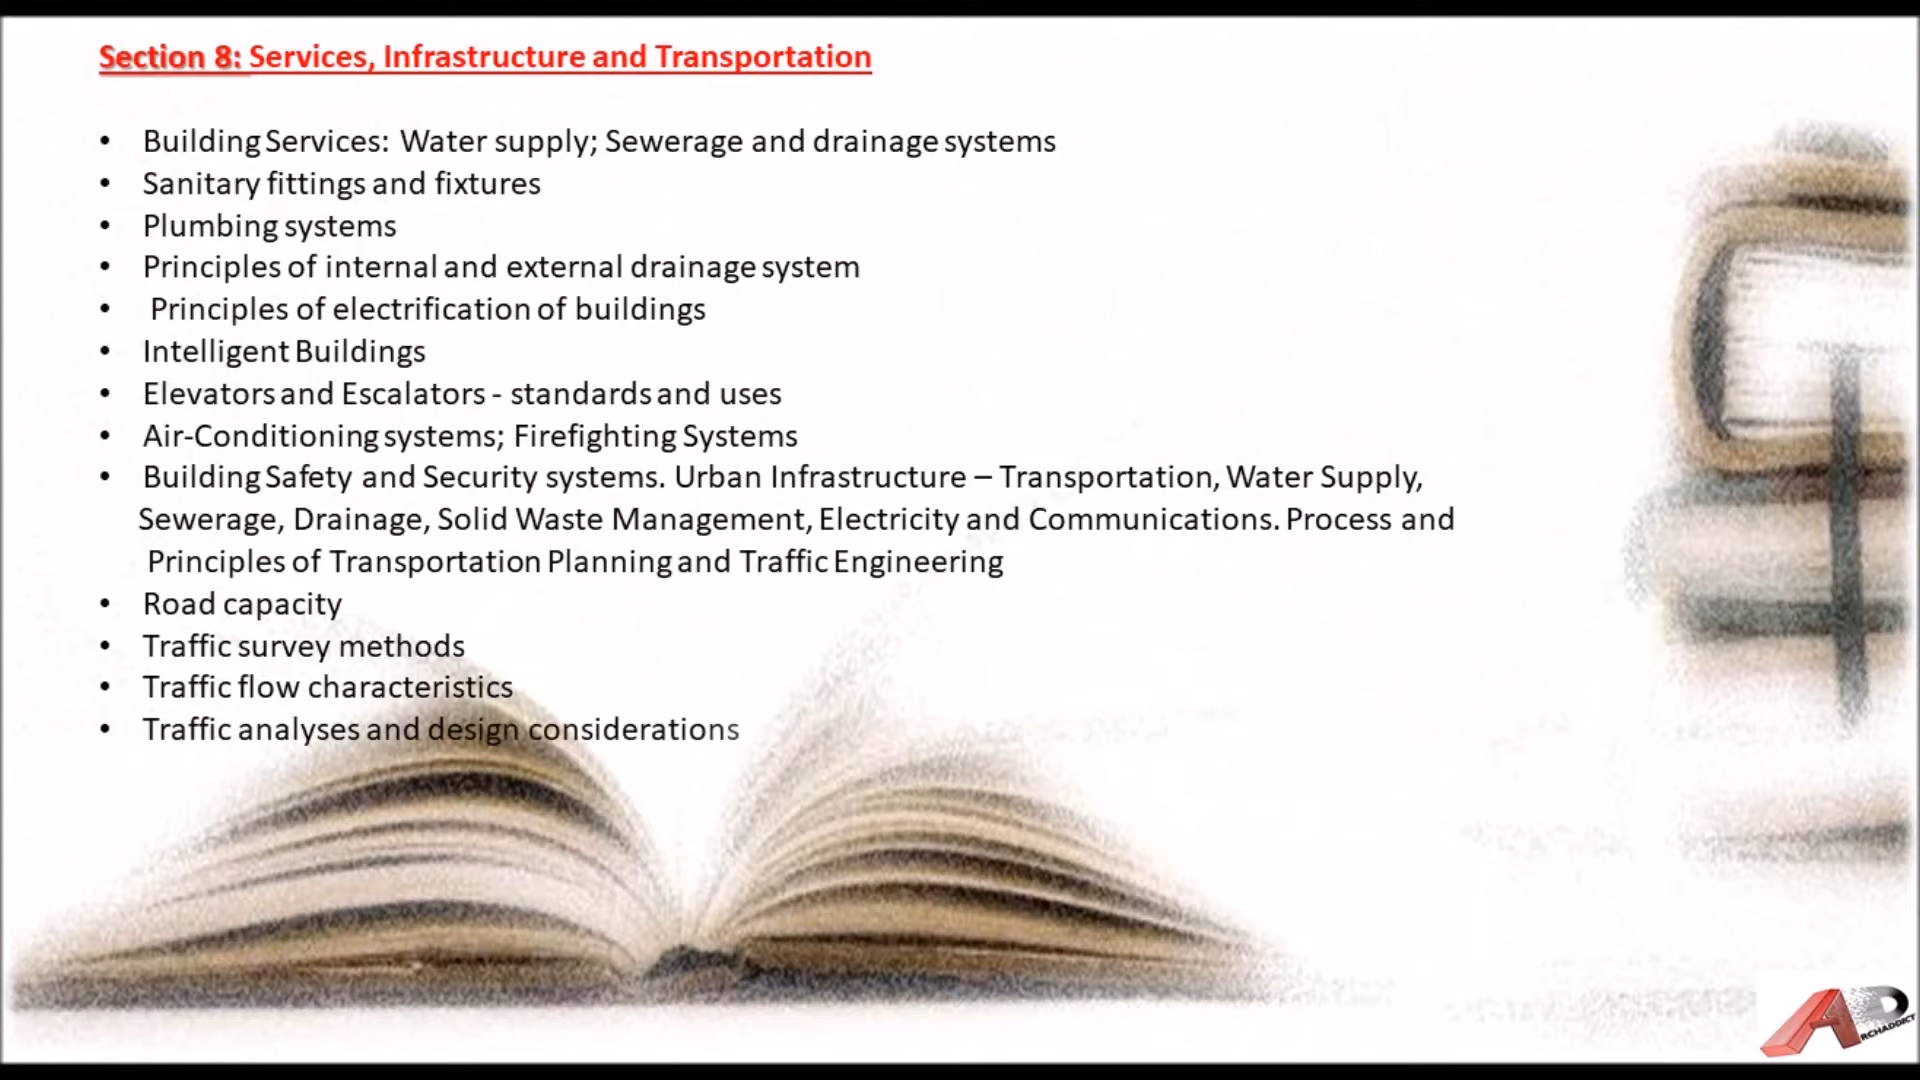 Section 8: Services, Infrastructure and Transportation
• Building Services: Water supply; Sewerage and drainage systems
• Sanitary fittings and fixtures
• Plumbing systems
• Principles of internal and external drainage system
• Principles of electrification of buildings
• Intelligent Buildings
• Elevators and Escalators - standards and uses
• Air-Conditioning systems; Firefighting Systems
• Building Safety and Security systems. Urban Infrastructure – Transportation, Water Supply,
Sewerage, Drainage, Solid Waste Management, Electricity and Communications. Process and
Principles of Transportation Planning and Traffic Engineering
• Road capacity
• Traffic survey methods
• Traffic flow characteristics
• Traffic analyses and design considerations
AD
RCHADDICT